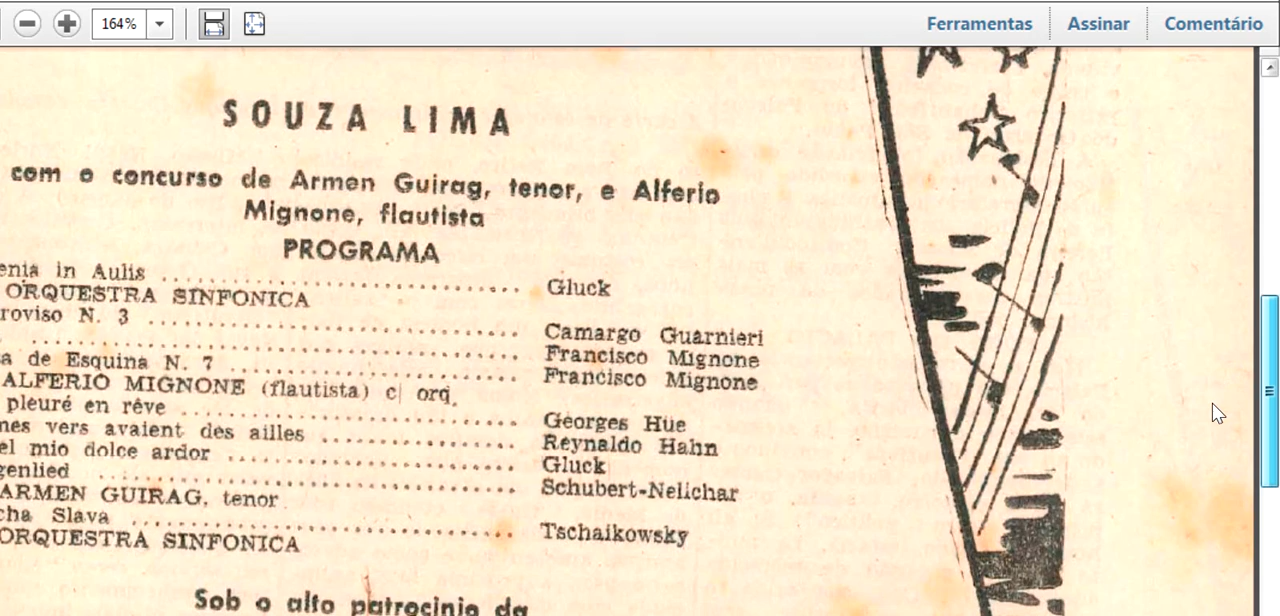 164%
Ferramentas
Assinar
Comentário
SOUZA LIMA
com o concurso de Armen Guirag, tenor, e Alferio
Mignone, flautista
PROGRAMA
enia in Aulis .......... Gluck
ORQUESTRA SINFONICA
roviso N. 3 .......... Camargo Guarnieri
.......... Francisco Mignone
a de Esquina N. 7 .......... Francisco Mignone
ALFERIO MIGNONE (flautista) c| orq.
pleuré en rêve .......... Georges Hüe
nes vers avaient des ailles .......... Reynaldo Hahn
el mio dolce ardor .......... Gluck
genlied .......... Schubert-Nelichar
ARMEN GUIRAG, tenor
cha Slava .......... Tschaikowsky
ORQUESTRA SINFONICA
Sob o alto patrocinio da